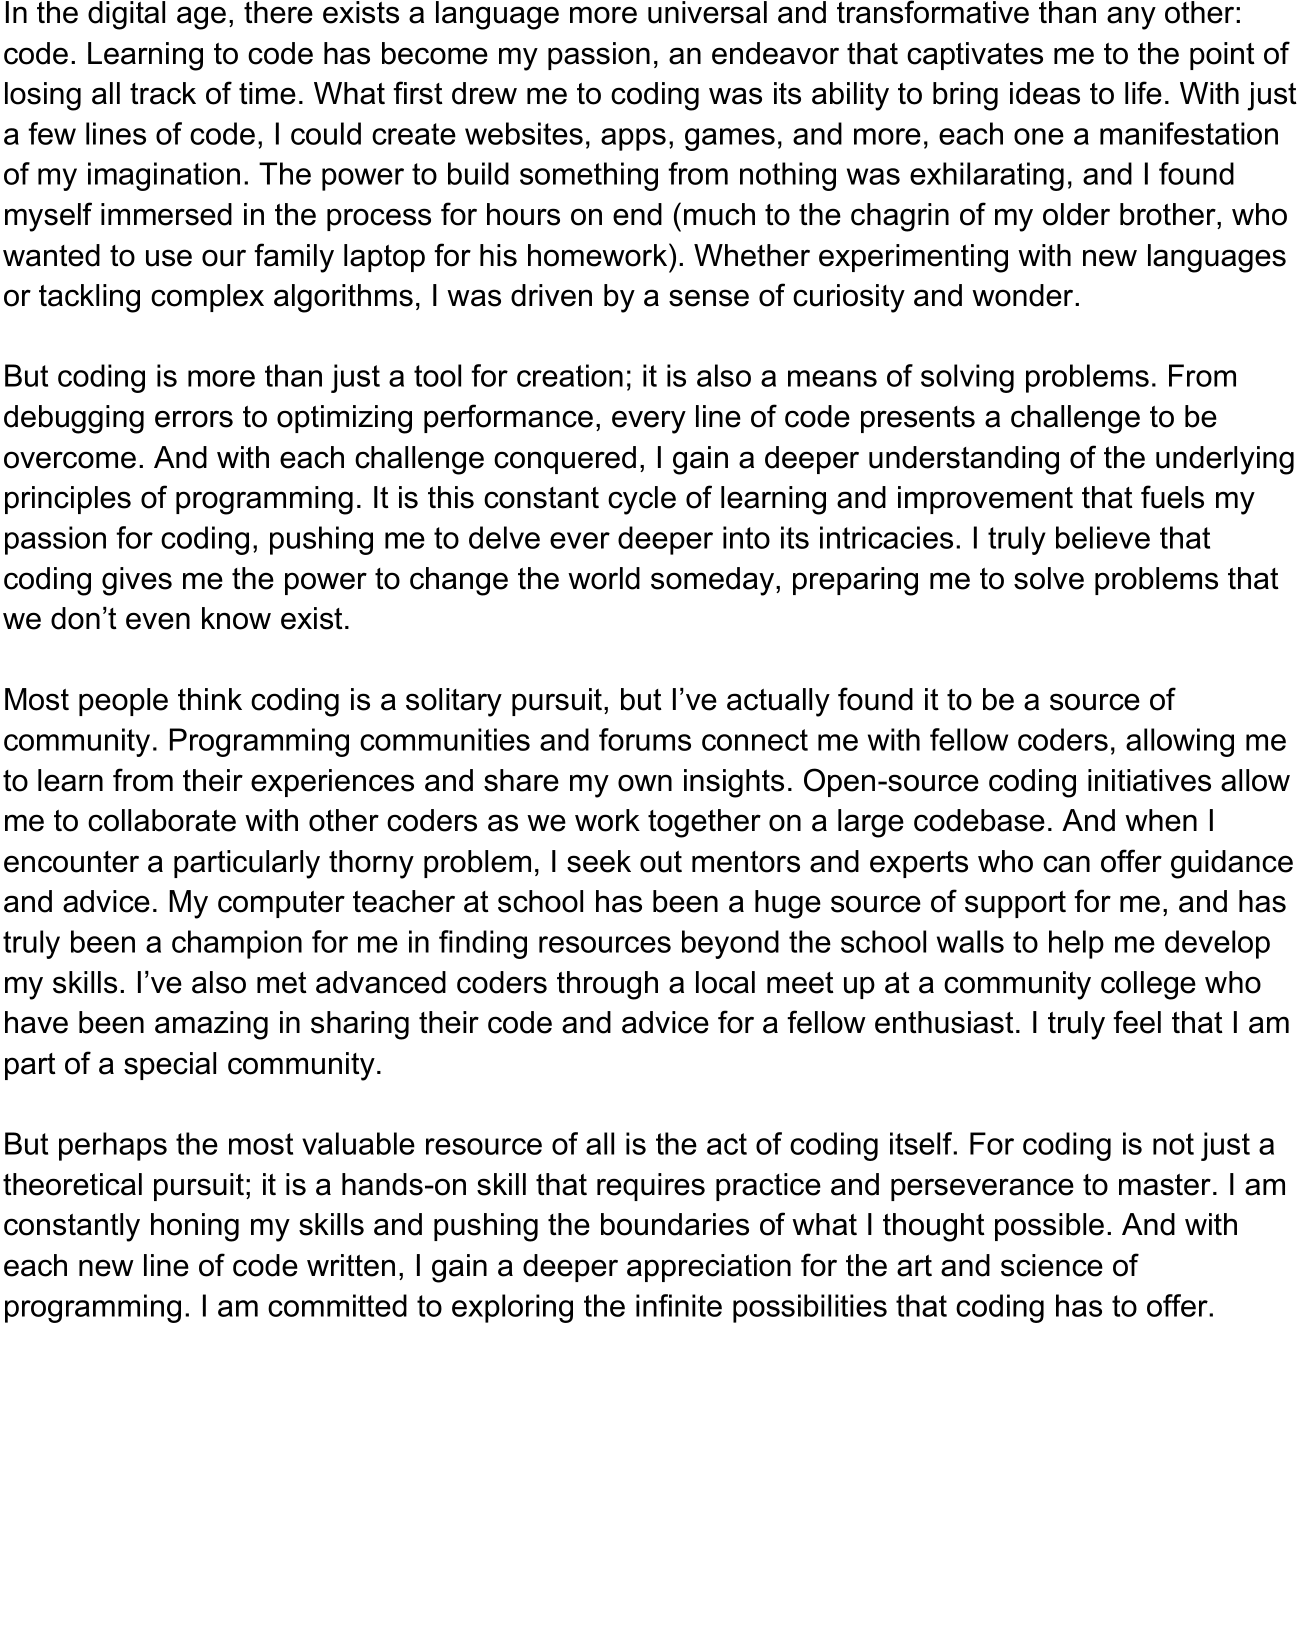 In the digital age, there exists a language more universal and transformative than any other:
code. Learning to code has become my passion, an endeavor that captivates me to the point of
losing all track of time. What first drew me to coding was its ability to bring ideas to life. With just
a few lines of code, I could create websites, apps, games, and more, each one a manifestation
of my imagination. The power to build something from nothing was exhilarating, and I found
myself immersed in the process for hours on end (much to the chagrin of my older brother, who
wanted to use our family laptop for his homework). Whether experimenting with new languages
or tackling complex algorithms, I was driven by a sense of curiosity and wonder.

But coding is more than just a tool for creation; it is also a means of solving problems. From
debugging errors to optimizing performance, every line of code presents a challenge to be
overcome. And with each challenge conquered, I gain a deeper understanding of the underlying
principles of programming. It is this constant cycle of learning and improvement that fuels my
passion for coding, pushing me to delve ever deeper into its intricacies. I truly believe that
coding gives me the power to change the world someday, preparing me to solve problems that
we don’t even know exist.

Most people think coding is a solitary pursuit, but I’ve actually found it to be a source of
community. Programming communities and forums connect me with fellow coders, allowing me
to learn from their experiences and share my own insights. Open-source coding initiatives allow
me to collaborate with other coders as we work together on a large codebase. And when I
encounter a particularly thorny problem, I seek out mentors and experts who can offer guidance
and advice. My computer teacher at school has been a huge source of support for me, and has
truly been a champion for me in finding resources beyond the school walls to help me develop
my skills. I’ve also met advanced coders through a local meet up at a community college who
have been amazing in sharing their code and advice for a fellow enthusiast. I truly feel that I am
part of a special community.

But perhaps the most valuable resource of all is the act of coding itself. For coding is not just a
theoretical pursuit; it is a hands-on skill that requires practice and perseverance to master. I am
constantly honing my skills and pushing the boundaries of what I thought possible. And with
each new line of code written, I gain a deeper appreciation for the art and science of
programming. I am committed to exploring the infinite possibilities that coding has to offer.